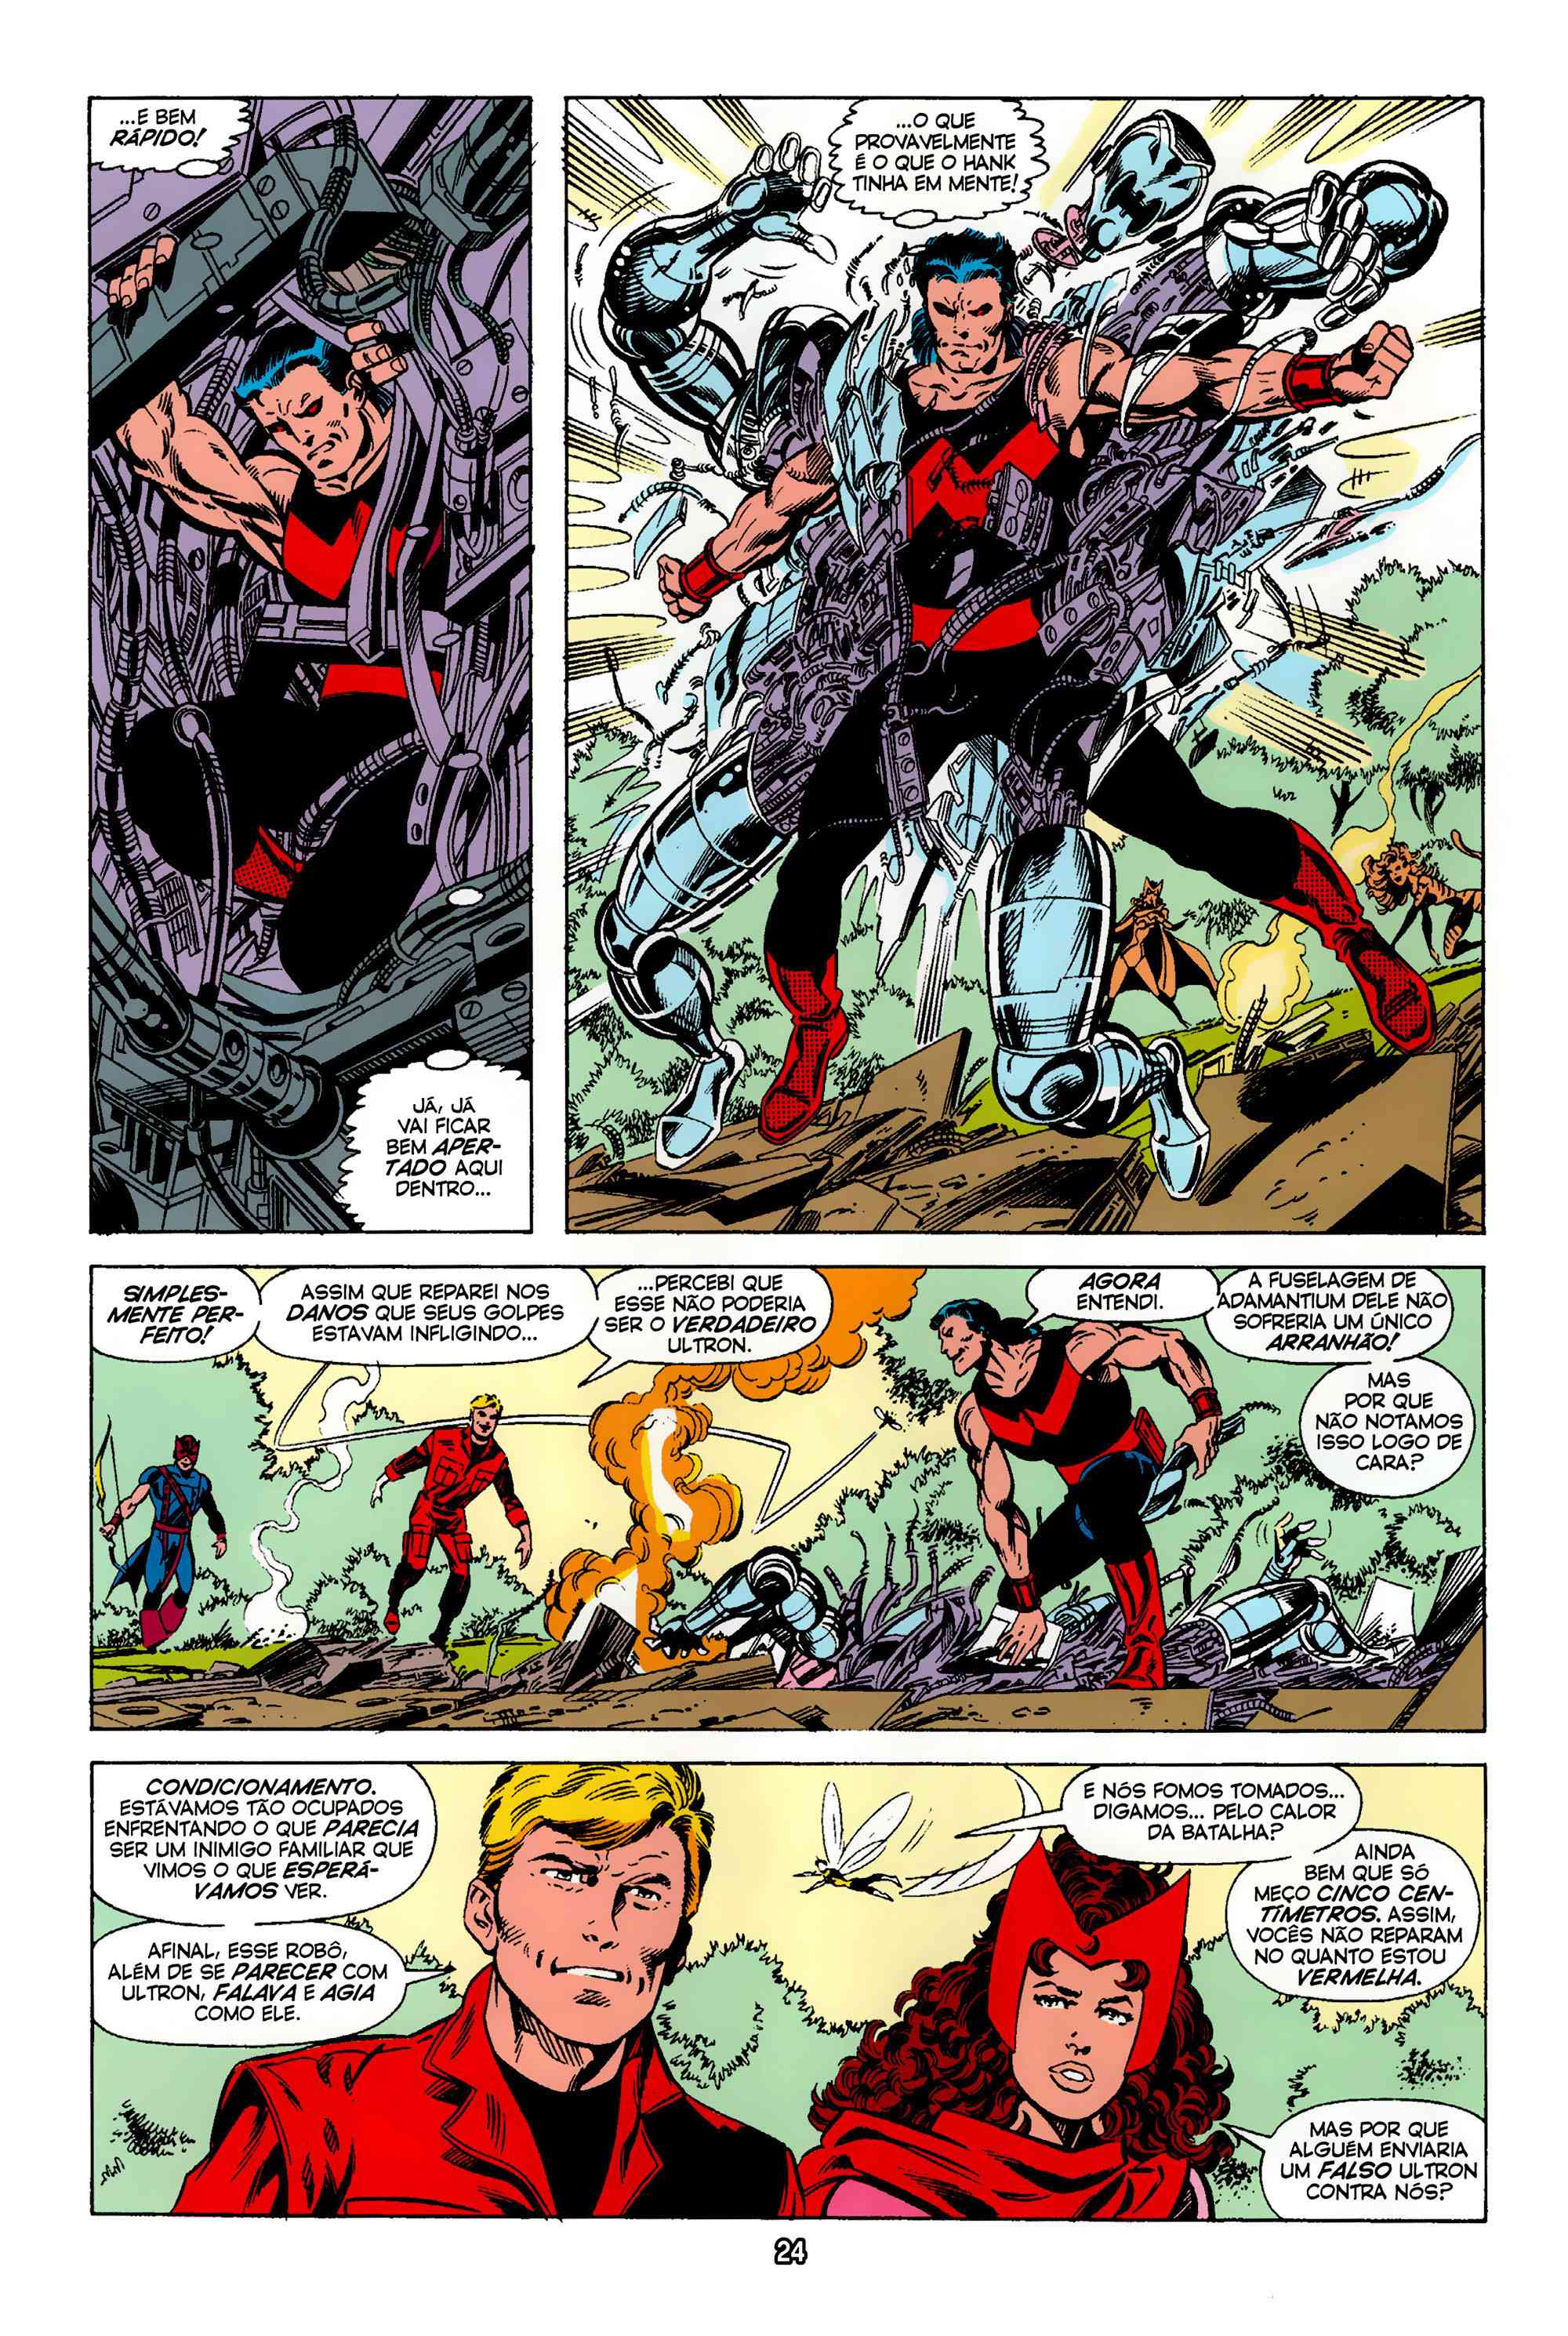 ...E BEM
RÁPIDO!
JÁ, JÁ
VAI FICAR
BEM APER-
TADO AQUI
DENTRO...
...O QUE
PROVAVELMENTE
É O QUE O HANK
TINHA EM MENTE!
SIMPLES-
MENTE PER-
FEITO!
ASSIM QUE REPAREI NOS
DANOS QUE SEUS GOLPES
ESTAVAM INFLIGINDO...
...PERCEBI QUE
ESSE NÃO PODERIA
SER O VERDADEIRO
ULTRON.
AGORA
ENTENDI.
A FUSELAGEM DE
ADAMANTIUM DELE NÃO
SOFRERIA UM ÚNICO
ARRANHÃO!
MAS
POR QUE
NÃO NOTAMOS
ISSO LOGO DE
CARA?
CONDICIONAMENTO.
ESTÁVAMOS TÃO OCUPADOS
ENFRENTANDO O QUE PARECIA
SER UM INIMIGO FAMILIAR QUE
VIMOS O QUE ESPERÁ-
VAMOS VER.
AFINAL, ESSE ROBÔ,
ALÉM DE SE PARECER COM
ULTRON, FALAVA E AGIA
COMO ELE.
E NÓS FOMOS TOMADOS...
DIGAMOS... PELO CALOR
DA BATALHA?
AINDA
BEM QUE SÓ
MEÇO CINCO CEN-
TÍMETROS. ASSIM,
VOCÊS NÃO REPARAM
NO QUANTO ESTOU
VERMELHA.
MAS POR QUE
ALGUÉM ENVIARIA
UM FALSO ULTRON
CONTRA NÓS?
24